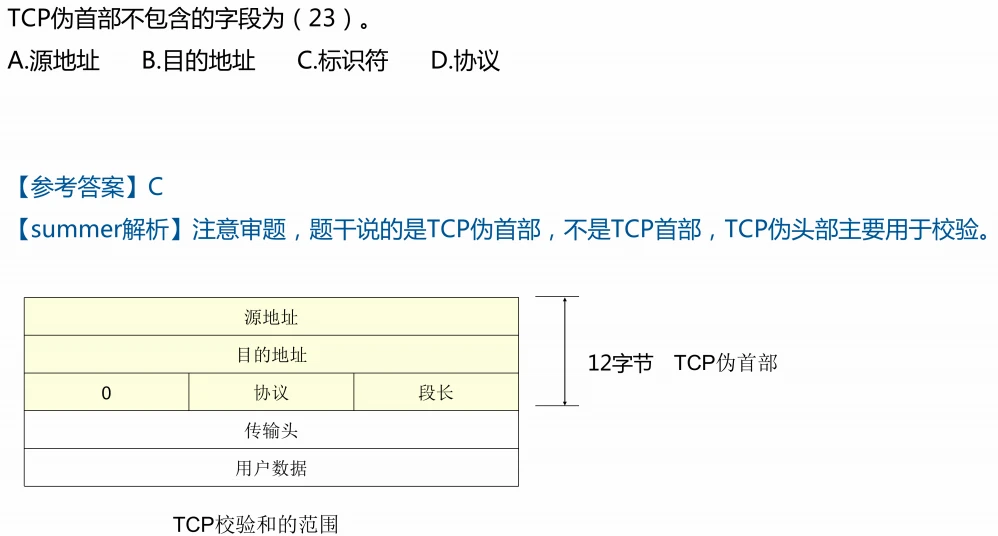 TCP伪首部不包含的字段为（23）。
A.源地址 B.目的地址 C.标识符 D.协议
【参考答案】C
【summer解析】注意审题，题干说的是TCP伪首部，不是TCP首部，TCP伪头部主要用于校验。
源地址
目的地址
0 协议 段长
12字节 TCP伪首部
传输头
用户数据
TCP校验和的范围